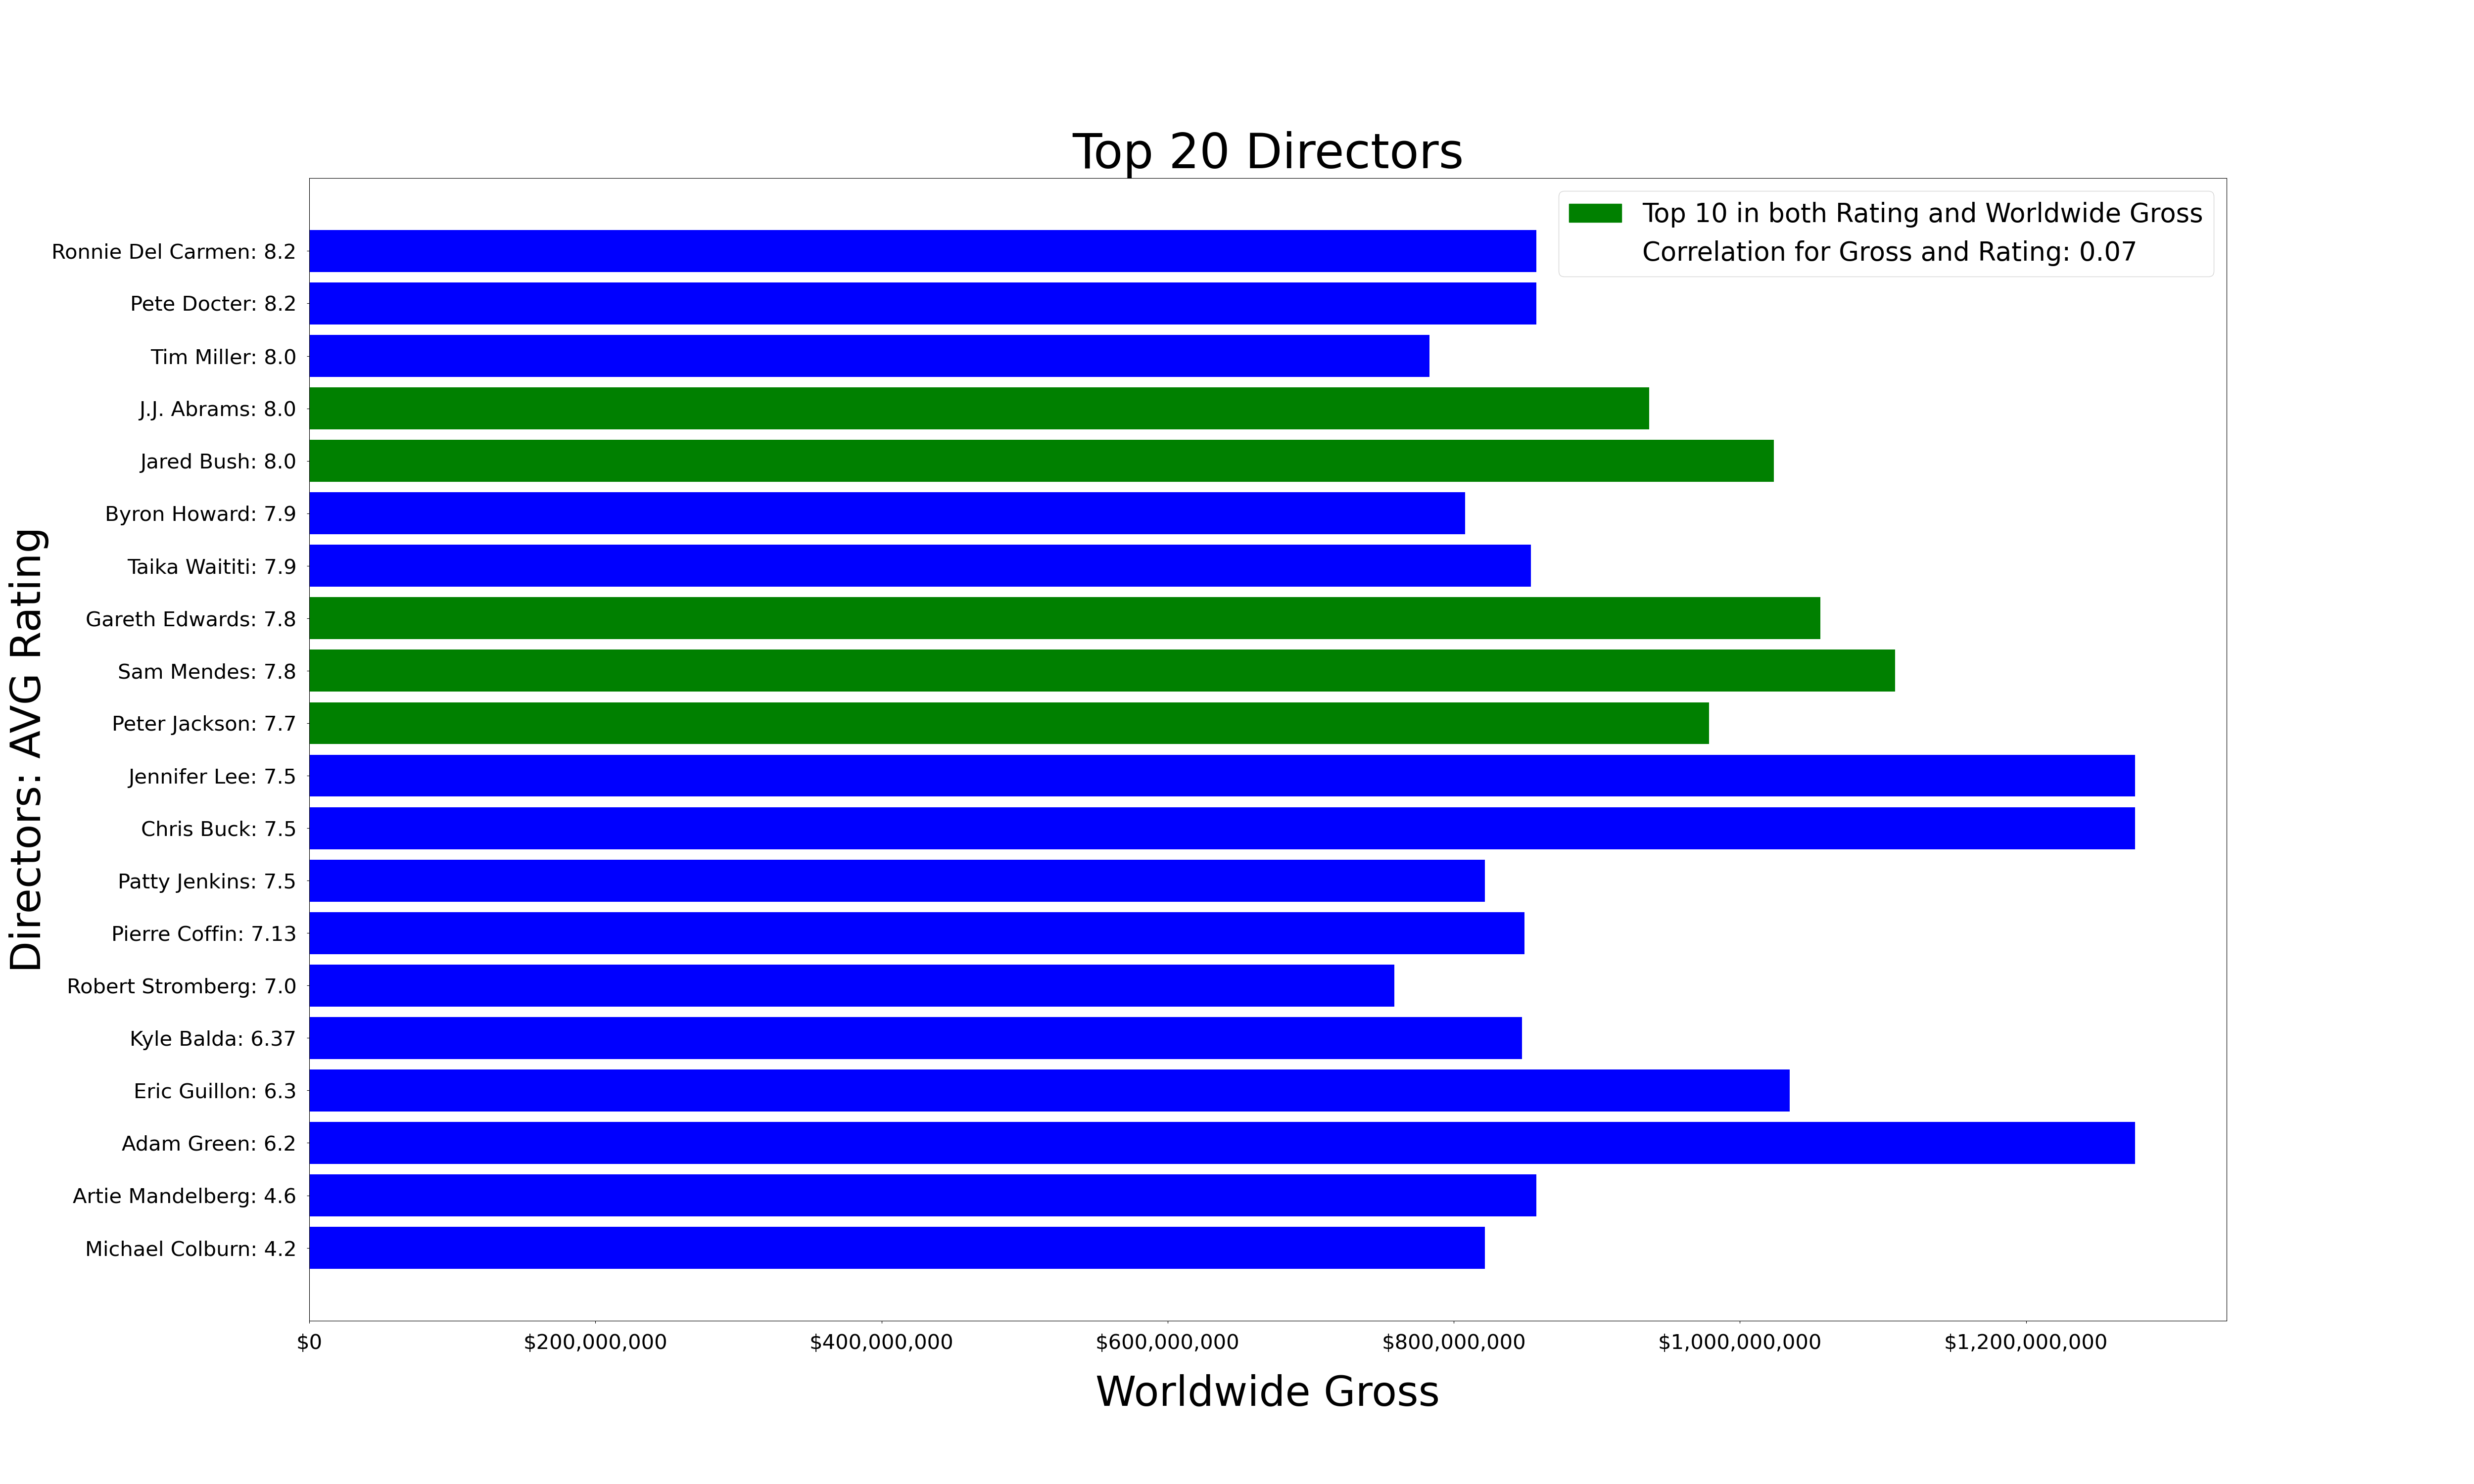 Top 20 Directors
Top 10 in both Rating and Worldwide Gross
Correlation for Gross and Rating: 0.07
Directors: AVG Rating
Ronnie Del Carmen: 8.2
Pete Docter: 8.2
Tim Miller: 8.0
J.J. Abrams: 8.0
Jared Bush: 8.0
Byron Howard: 7.9
Taika Waititi: 7.9
Gareth Edwards: 7.8
Sam Mendes: 7.8
Peter Jackson: 7.7
Jennifer Lee: 7.5
Chris Buck: 7.5
Patty Jenkins: 7.5
Pierre Coffin: 7.13
Robert Stromberg: 7.0
Kyle Balda: 6.37
Eric Guillon: 6.3
Adam Green: 6.2
Artie Mandelberg: 4.6
Michael Colburn: 4.2
$0 $200,000,000 $400,000,000 $600,000,000 $800,000,000 $1,000,000,000 $1,200,000,000
Worldwide Gross